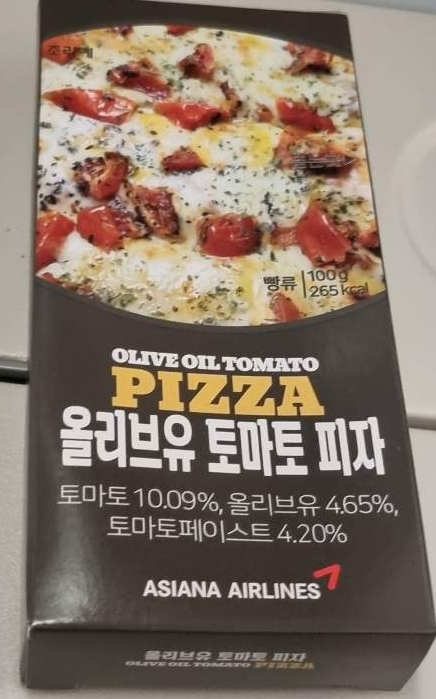 조리예
빵류
100g
265 kcal
OLIVE OIL TOMATO
PIZZA
올리브유 토마토 피자
토마토 10.09%, 올리브유 4.65%,
토마토페이스트 4.20%
ASIANA AIRLINES
올리브유 토마토 피자
OLIVE OIL TOMATO PIZZA